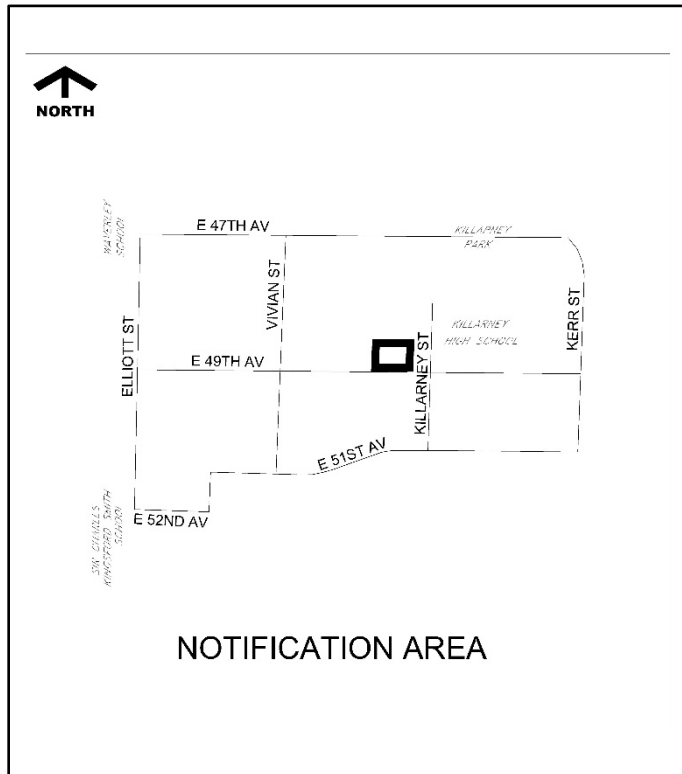 NORTH
WAVERLEY
SCHOOL
E 47TH AV
KILLARNEY
PARK
VIVIAN ST
KERR ST
ELLIOTT ST
KILLARNEY
HIGH SCHOOL
KILLARNEY ST
E 49TH AV
E 51ST AV
E 52ND AV
SIR CHARLES
KINGSFORD SMITH
SCHOOL
NOTIFICATION AREA